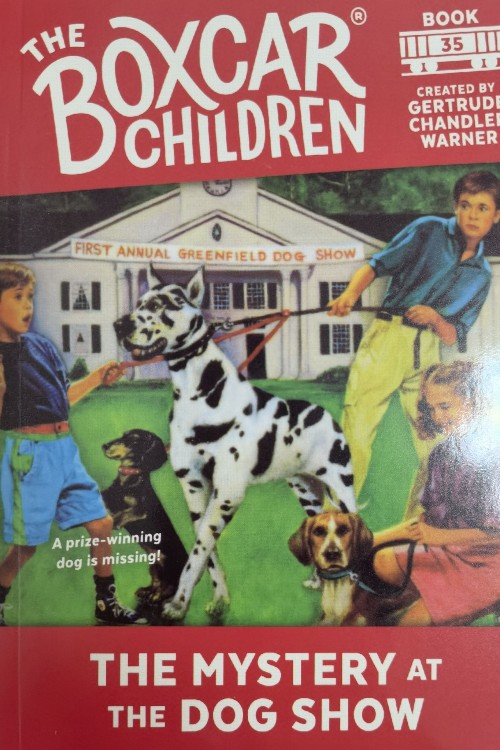 THE
BOXCAR®
CHILDREN
BOOK
35
CREATED BY
GERTRUDE
CHANDLER
WARNER
FIRST ANNUAL GREENFIELD DOG SHOW
A prize-winning
dog is missing!
THE MYSTERY AT
THE DOG SHOW